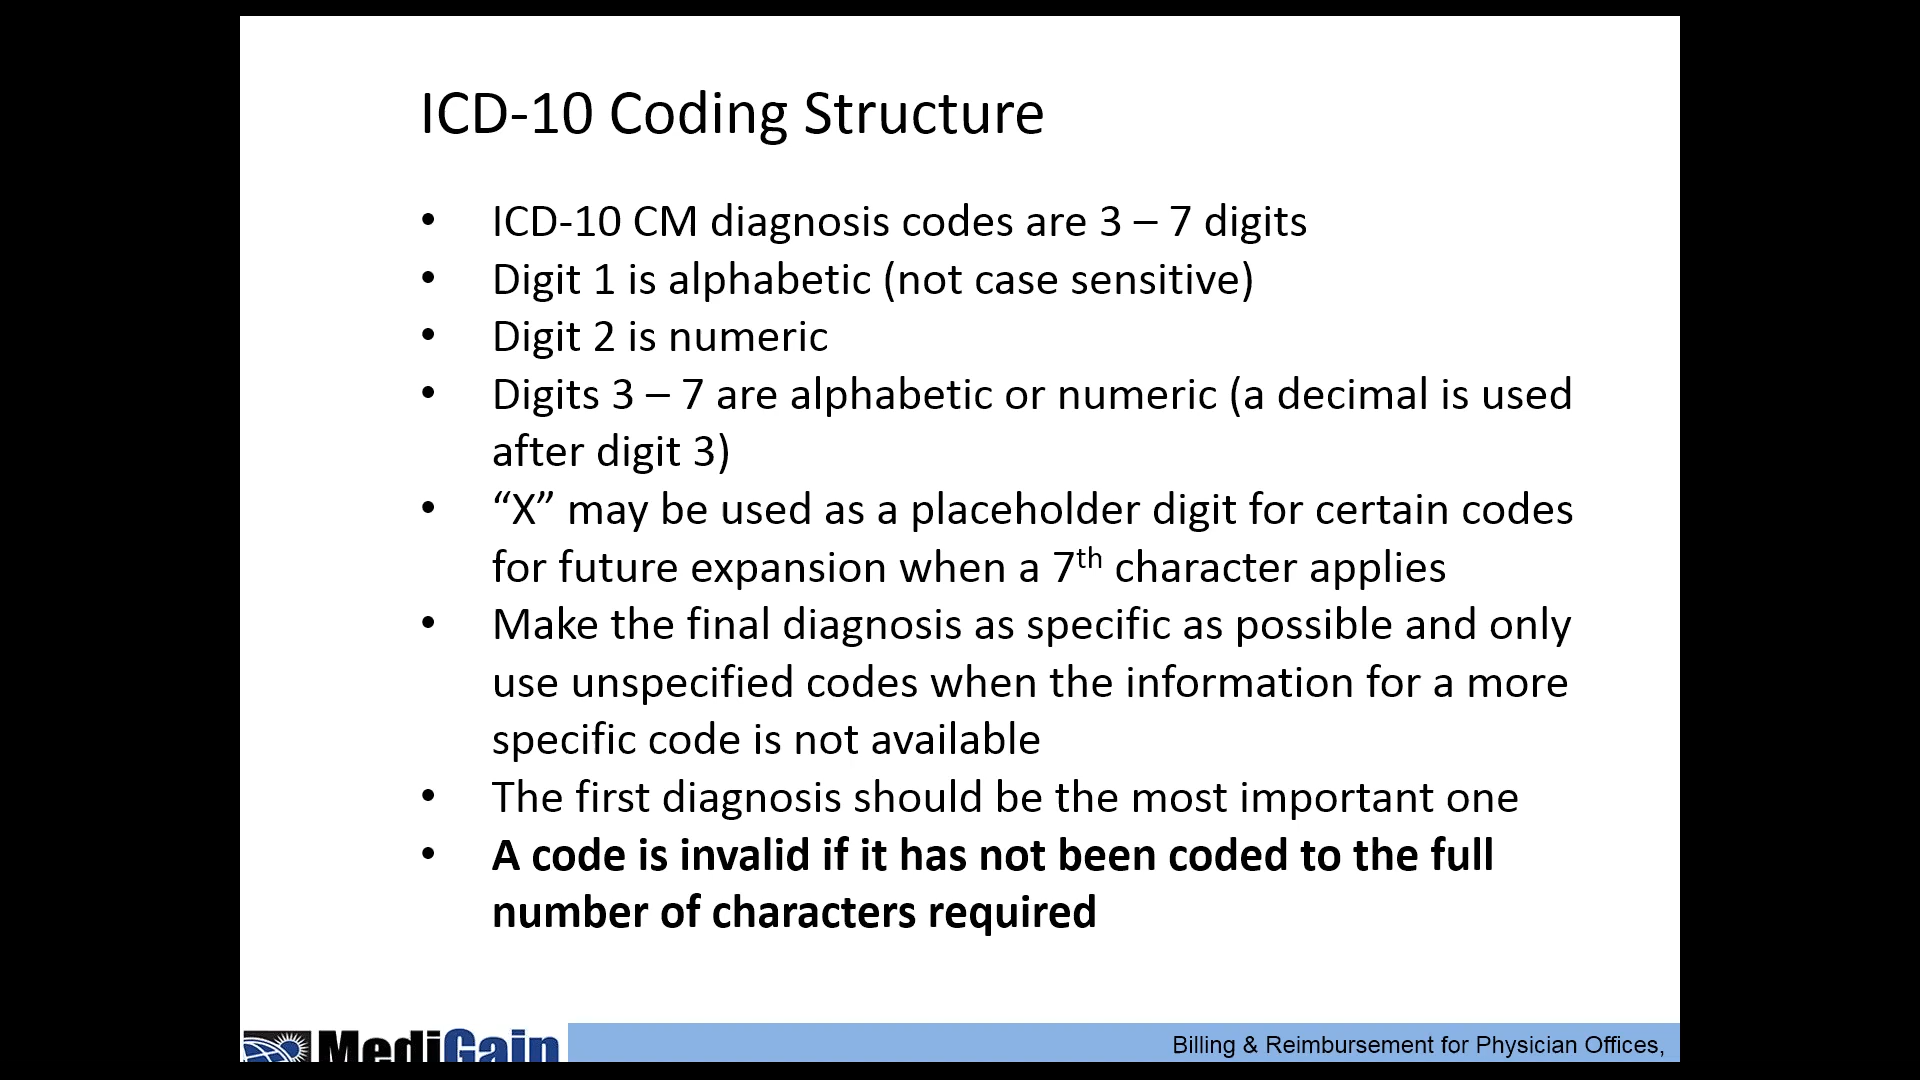 ICD-10 Coding Structure
• ICD-10 CM diagnosis codes are 3 – 7 digits
• Digit 1 is alphabetic (not case sensitive)
• Digit 2 is numeric
• Digits 3 – 7 are alphabetic or numeric (a decimal is used
after digit 3)
• “X” may be used as a placeholder digit for certain codes
for future expansion when a 7th character applies
• Make the final diagnosis as specific as possible and only
use unspecified codes when the information for a more
specific code is not available
• The first diagnosis should be the most important one
• A code is invalid if it has not been coded to the full
number of characters required
MediGain
Billing & Reimbursement for Physician Offices,